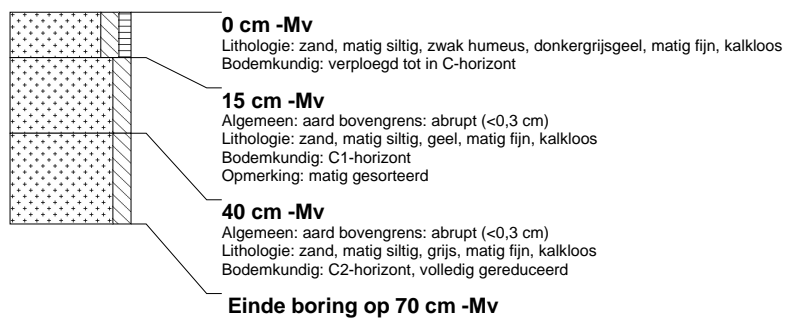 0 cm -Mv
Lithologie: zand, matig siltig, zwak humeus, donkergrijsgeel, matig fijn, kalkloos
Bodemkundig: verploegd tot in C-horizont
15 cm -Mv
Algemeen: aard bovengrens: abrupt (<0,3 cm)
Lithologie: zand, matig siltig, geel, matig fijn, kalkloos
Bodemkundig: C1-horizont
Opmerking: matig gesorteerd
40 cm -Mv
Algemeen: aard bovengrens: abrupt (<0,3 cm)
Lithologie: zand, matig siltig, grijs, matig fijn, kalkloos
Bodemkundig: C2-horizont, volledig gereduceerd
Einde boring op 70 cm -Mv